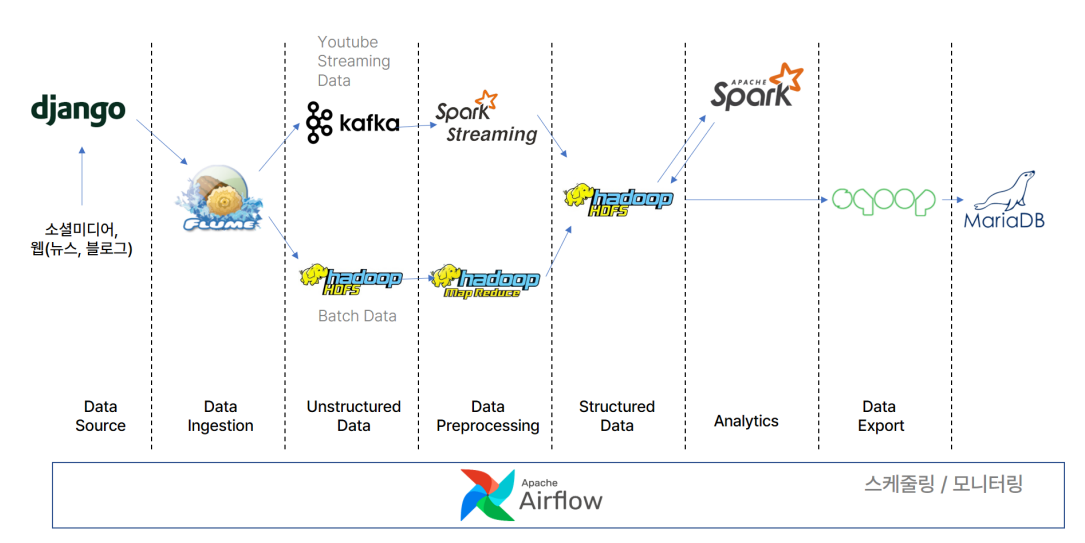 Youtube
Streaming
Data
django
kafka
Spark
Streaming
APACHE
Spark
FLUME
hadoop
HDFS
sqoop
MariaDB
소셜미디어,
웹(뉴스, 블로그)
hadoop
HDFS
hadoop
Map Reduce
Batch Data
Data
Source
Data
Ingestion
Unstructured
Data
Data
Preprocessing
Structured
Data
Analytics
Data
Export
Apache
Airflow
스케줄링 / 모니터링